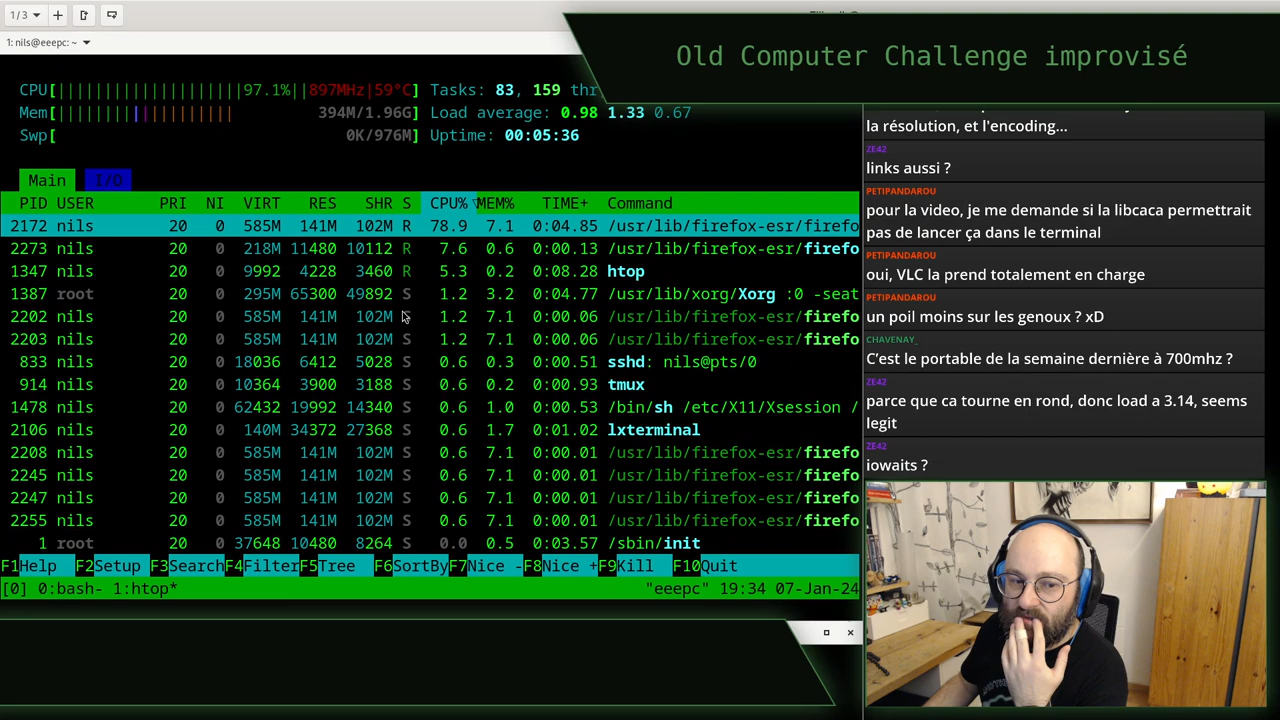 1/3
1: nils@eeepc: ~
Old Computer Challenge improvisé
CPU[||||||||||||||||||||97.1%||897MHz|59°C] Tasks: 83, 159 thr
Mem[||||||||||||||||||| 394M/1.96G] Load average: 0.98 1.33 0.67
Swp[ 0K/976M] Uptime: 00:05:36
Main I/O
PID USER PRI NI VIRT RES SHR S CPU%▽MEM% TIME+ Command
2172 nils 20 0 585M 141M 102M R 78.9 7.1 0:04.85 /usr/lib/firefox-esr/firefo
2273 nils 20 0 218M 11480 10112 R 7.6 0.6 0:00.13 /usr/lib/firefox-esr/firefo
1347 nils 20 0 9992 4228 3460 R 5.3 0.2 0:08.28 htop
1387 root 20 0 295M 65300 49892 S 1.2 3.2 0:04.77 /usr/lib/xorg/Xorg :0 -seat
2202 nils 20 0 585M 141M 102M S 1.2 7.1 0:00.06 /usr/lib/firefox-esr/firefo
2203 nils 20 0 585M 141M 102M S 1.2 7.1 0:00.06 /usr/lib/firefox-esr/firefo
833 nils 20 0 18036 6412 5028 S 0.6 0.3 0:00.51 sshd: nils@pts/0
914 nils 20 0 10364 3900 3188 S 0.6 0.2 0:00.93 tmux
1478 nils 20 0 62432 19992 14340 S 0.6 1.0 0:00.53 /bin/sh /etc/X11/Xsession /
2106 nils 20 0 140M 34372 27368 S 0.6 1.7 0:01.02 lxterminal
2208 nils 20 0 585M 141M 102M S 0.6 7.1 0:00.01 /usr/lib/firefox-esr/firefo
2245 nils 20 0 585M 141M 102M S 0.6 7.1 0:00.01 /usr/lib/firefox-esr/firefo
2247 nils 20 0 585M 141M 102M S 0.6 7.1 0:00.01 /usr/lib/firefox-esr/firefo
2255 nils 20 0 585M 141M 102M S 0.6 7.1 0:00.01 /usr/lib/firefox-esr/firefo
1 root 20 0 37648 10480 8264 S 0.0 0.5 0:03.57 /sbin/init
F1Help F2Setup F3SearchF4FilterF5Tree F6SortByF7Nice -F8Nice +F9Kill F10Quit
[0] 0:bash- 1:htop* "eeepc" 19:34 07-Jan-24
la résolution, et l'encoding...
ZE42
links aussi ?
PETIPANDAROU
pour la video, je me demande si la libcaca permettrait
pas de lancer ça dans le terminal
PETIPANDAROU
oui, VLC la prend totalement en charge
PETIPANDAROU
un poil moins sur les genoux ? xD
CHAVENAY_
C'est le portable de la semaine dernière à 700mhz ?
ZE42
parce que ca tourne en rond, donc load a 3.14, seems
legit
ZE42
iowaits ?